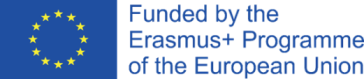 Funded by the
Erasmus+ Programme
of the European Union